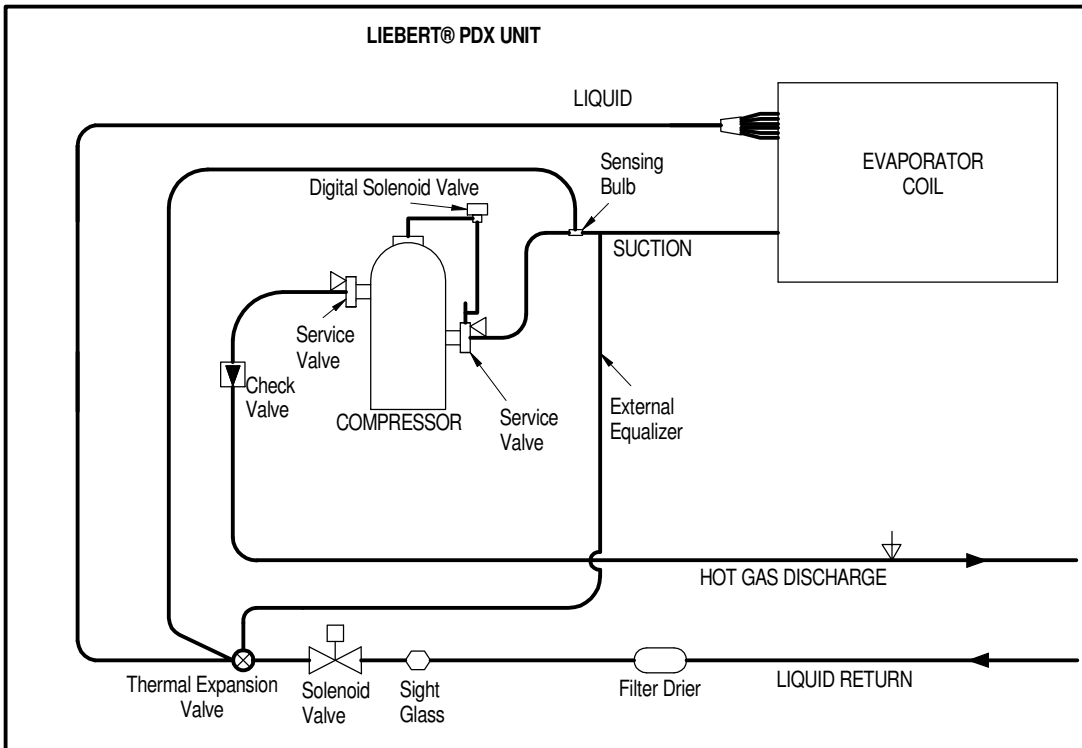 LIEBERT® PDX UNIT
LIQUID
EVAPORATOR
COIL
Sensing
Bulb
Digital Solenoid Valve
SUCTION
Service
Valve
Check
Valve
COMPRESSOR
Service
Valve
External
Equalizer
HOT GAS DISCHARGE
Thermal Expansion
Valve
Solenoid
Valve
Sight
Glass
Filter Drier
LIQUID RETURN